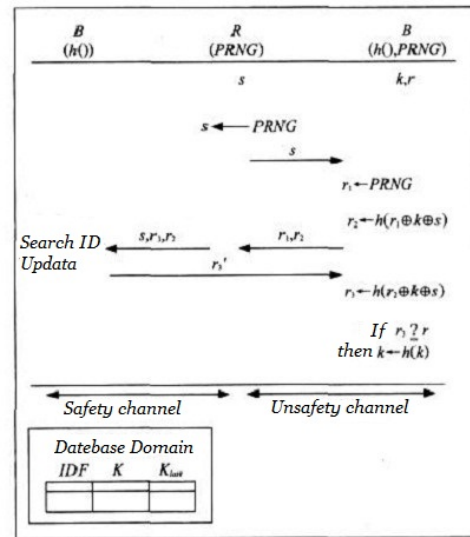 B R B
(h()) (PRNG) (h(),PRNG)
s k,r
s←PRNG
s
r₁←PRNG
r₂←h(r₁⊕k⊕s)
Search ID
Updata
s,r₁,r₂ r₁,r₂
r₃'
r₃←h(r₂⊕k⊕s)
If r₃ ? r
then k←h(k)
Safety channel Unsafety channel
Datebase Domain
IDF K K